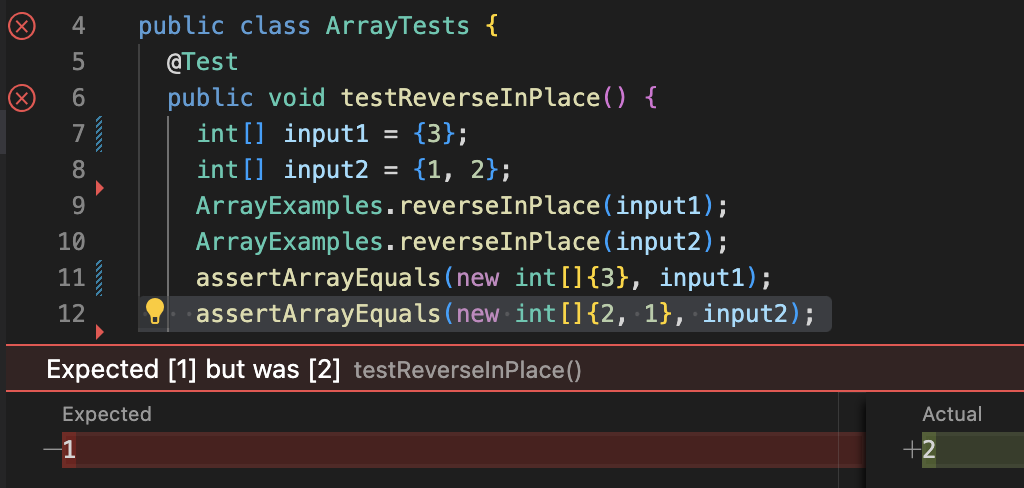 4 public class ArrayTests {
5 @Test
6 public void testReverseInPlace() {
7 int[] input1 = {3};
8 int[] input2 = {1, 2};
9 ArrayExamples.reverseInPlace(input1);
10 ArrayExamples.reverseInPlace(input2);
11 assertArrayEquals(new int[]{3}, input1);
12 assertArrayEquals(new int[]{2, 1}, input2);
Expected [1] but was [2] testReverseInPlace()
Expected Actual
—1 +2